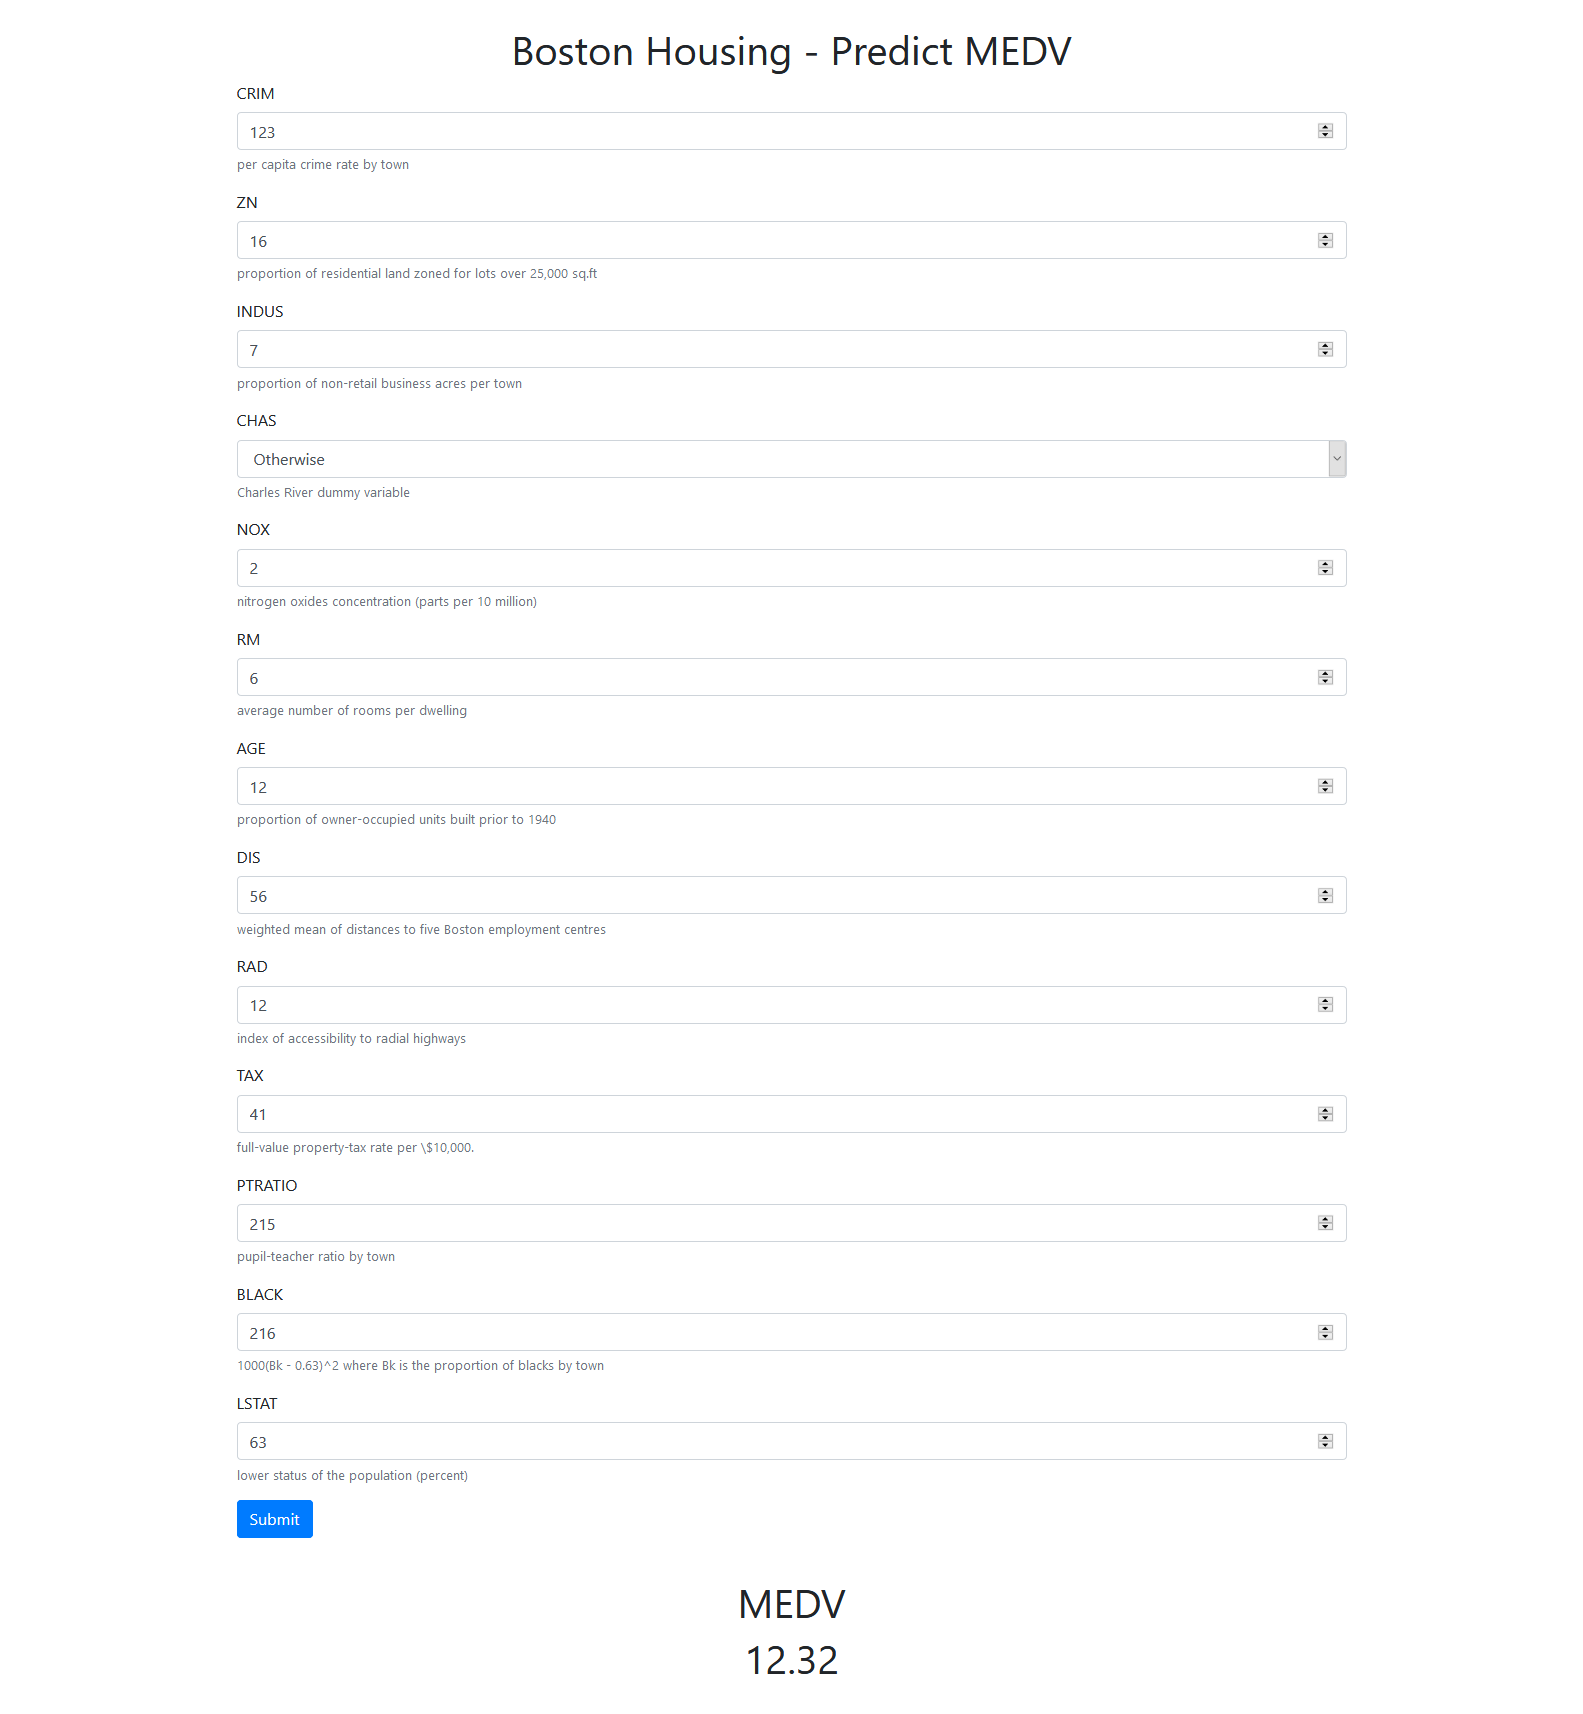 Boston Housing - Predict MEDV
CRIM
123
per capita crime rate by town
ZN
16
proportion of residential land zoned for lots over 25,000 sq.ft
INDUS
7
proportion of non-retail business acres per town
CHAS
Otherwise
Charles River dummy variable
NOX
2
nitrogen oxides concentration (parts per 10 million)
RM
6
average number of rooms per dwelling
AGE
12
proportion of owner-occupied units built prior to 1940
DIS
56
weighted mean of distances to five Boston employment centres
RAD
12
index of accessibility to radial highways
TAX
41
full-value property-tax rate per \$10,000.
PTRATIO
215
pupil-teacher ratio by town
BLACK
216
1000(Bk - 0.63)^2 where Bk is the proportion of blacks by town
LSTAT
63
lower status of the population (percent)
Submit
MEDV
12.32